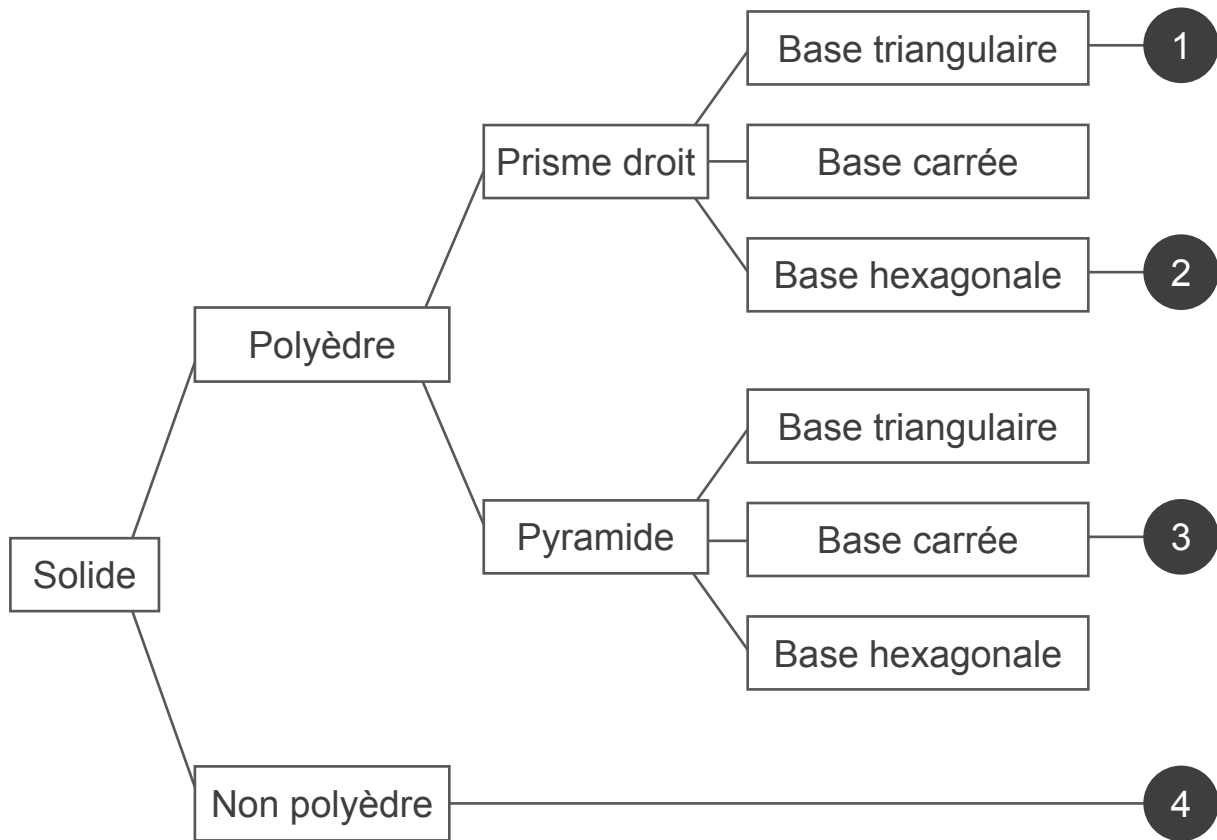 Base triangulaire
1
Prisme droit
Base carrée
Base hexagonale
2
Polyèdre
Base triangulaire
Pyramide
Base carrée
3
Solide
Base hexagonale
Non polyèdre
4